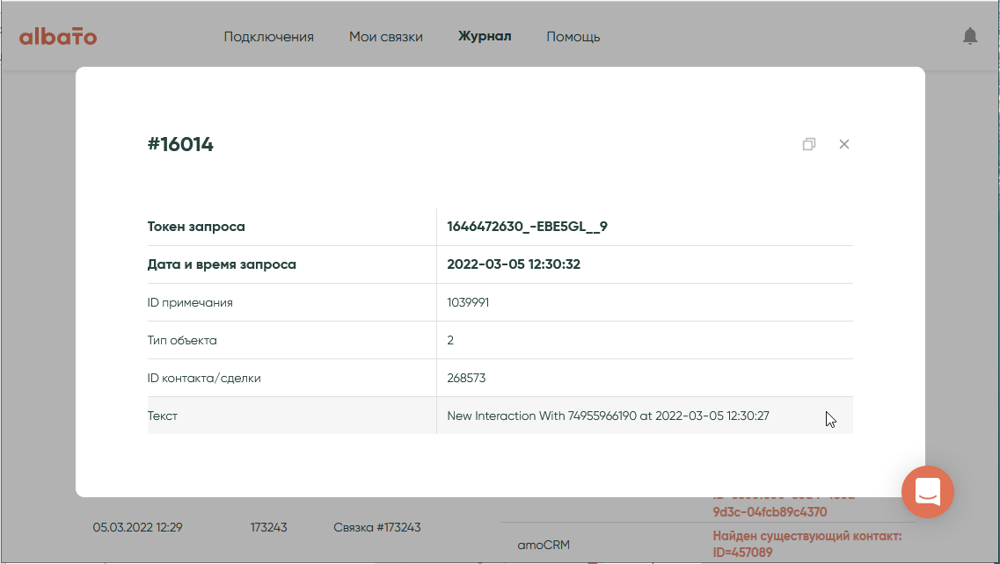 albato
Подключения Мои связки Журнал Помощь
#16014
Токен запроса 1646472630_-EBE5GL__9
Дата и время запроса 2022-03-05 12:30:32
ID примечания 1039991
Тип объекта 2
ID контакта/сделки 268573
Текст New Interaction With 74955966190 at 2022-03-05 12:30:27
9d3c-04fcb89c4370
05.03.2022 12:29 173243 Связка #173243
amoCRM Найден существующий контакт:
ID=457089